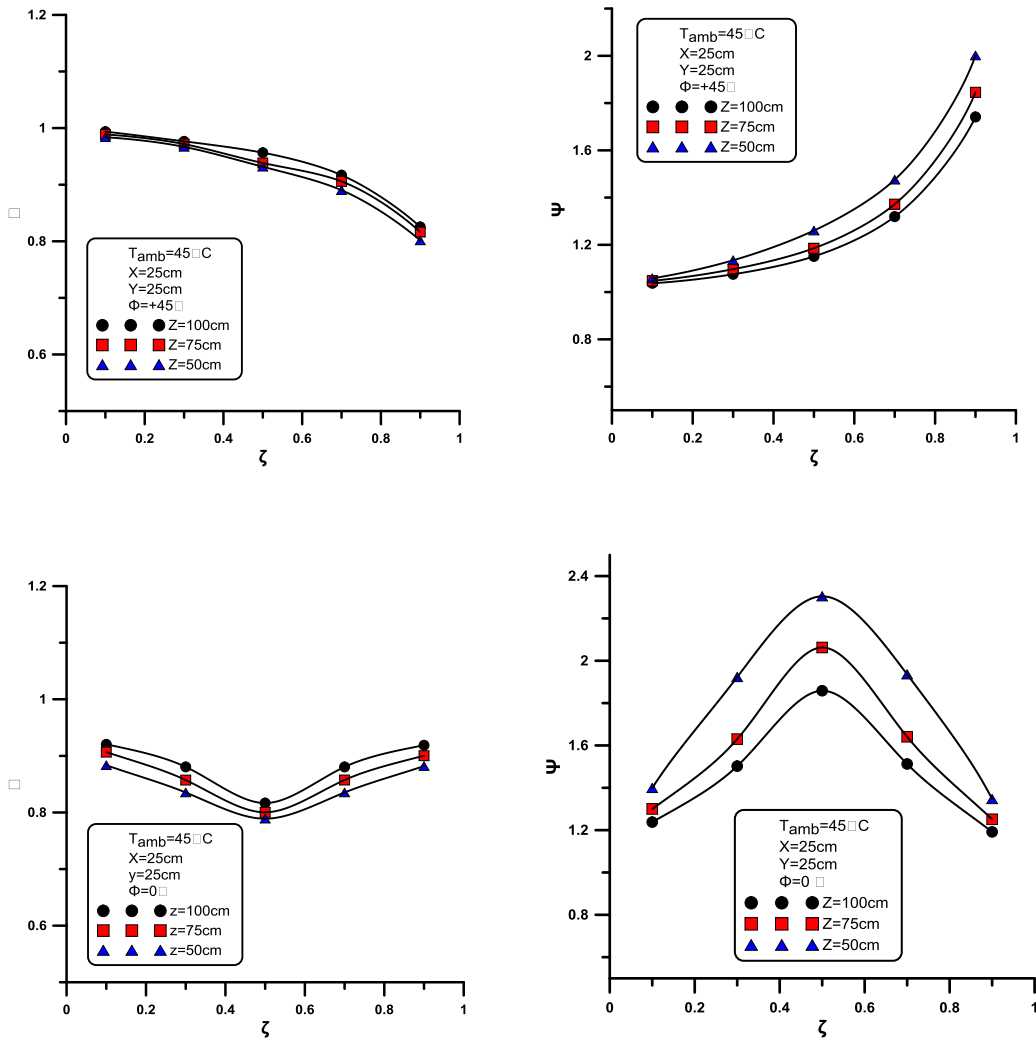 1.2
1
0.8
0.6
0
0.2
0.4
0.6
0.8
1
ζ
□
T_amb=45□C
X=25cm
Y=25cm
Φ=+45□
Z=100cm
Z=75cm
Z=50cm
2
1.6
1.2
0.8
0
0.2
0.4
0.6
0.8
1
ζ
Ψ
T_amb=45□C
X=25cm
Y=25cm
Φ=+45□
Z=100cm
Z=75cm
Z=50cm
1.2
1
0.8
0.6
0
0.2
0.4
0.6
0.8
1
ζ
□
T_amb=45□C
X=25cm
y=25cm
Φ=0□
z=100cm
z=75cm
z=50cm
2.4
2
1.6
1.2
0.8
0
0.2
0.4
0.6
0.8
1
ζ
Ψ
T_amb=45□C
X=25cm
Y=25cm
Φ=0 □
Z=100cm
Z=75cm
Z=50cm